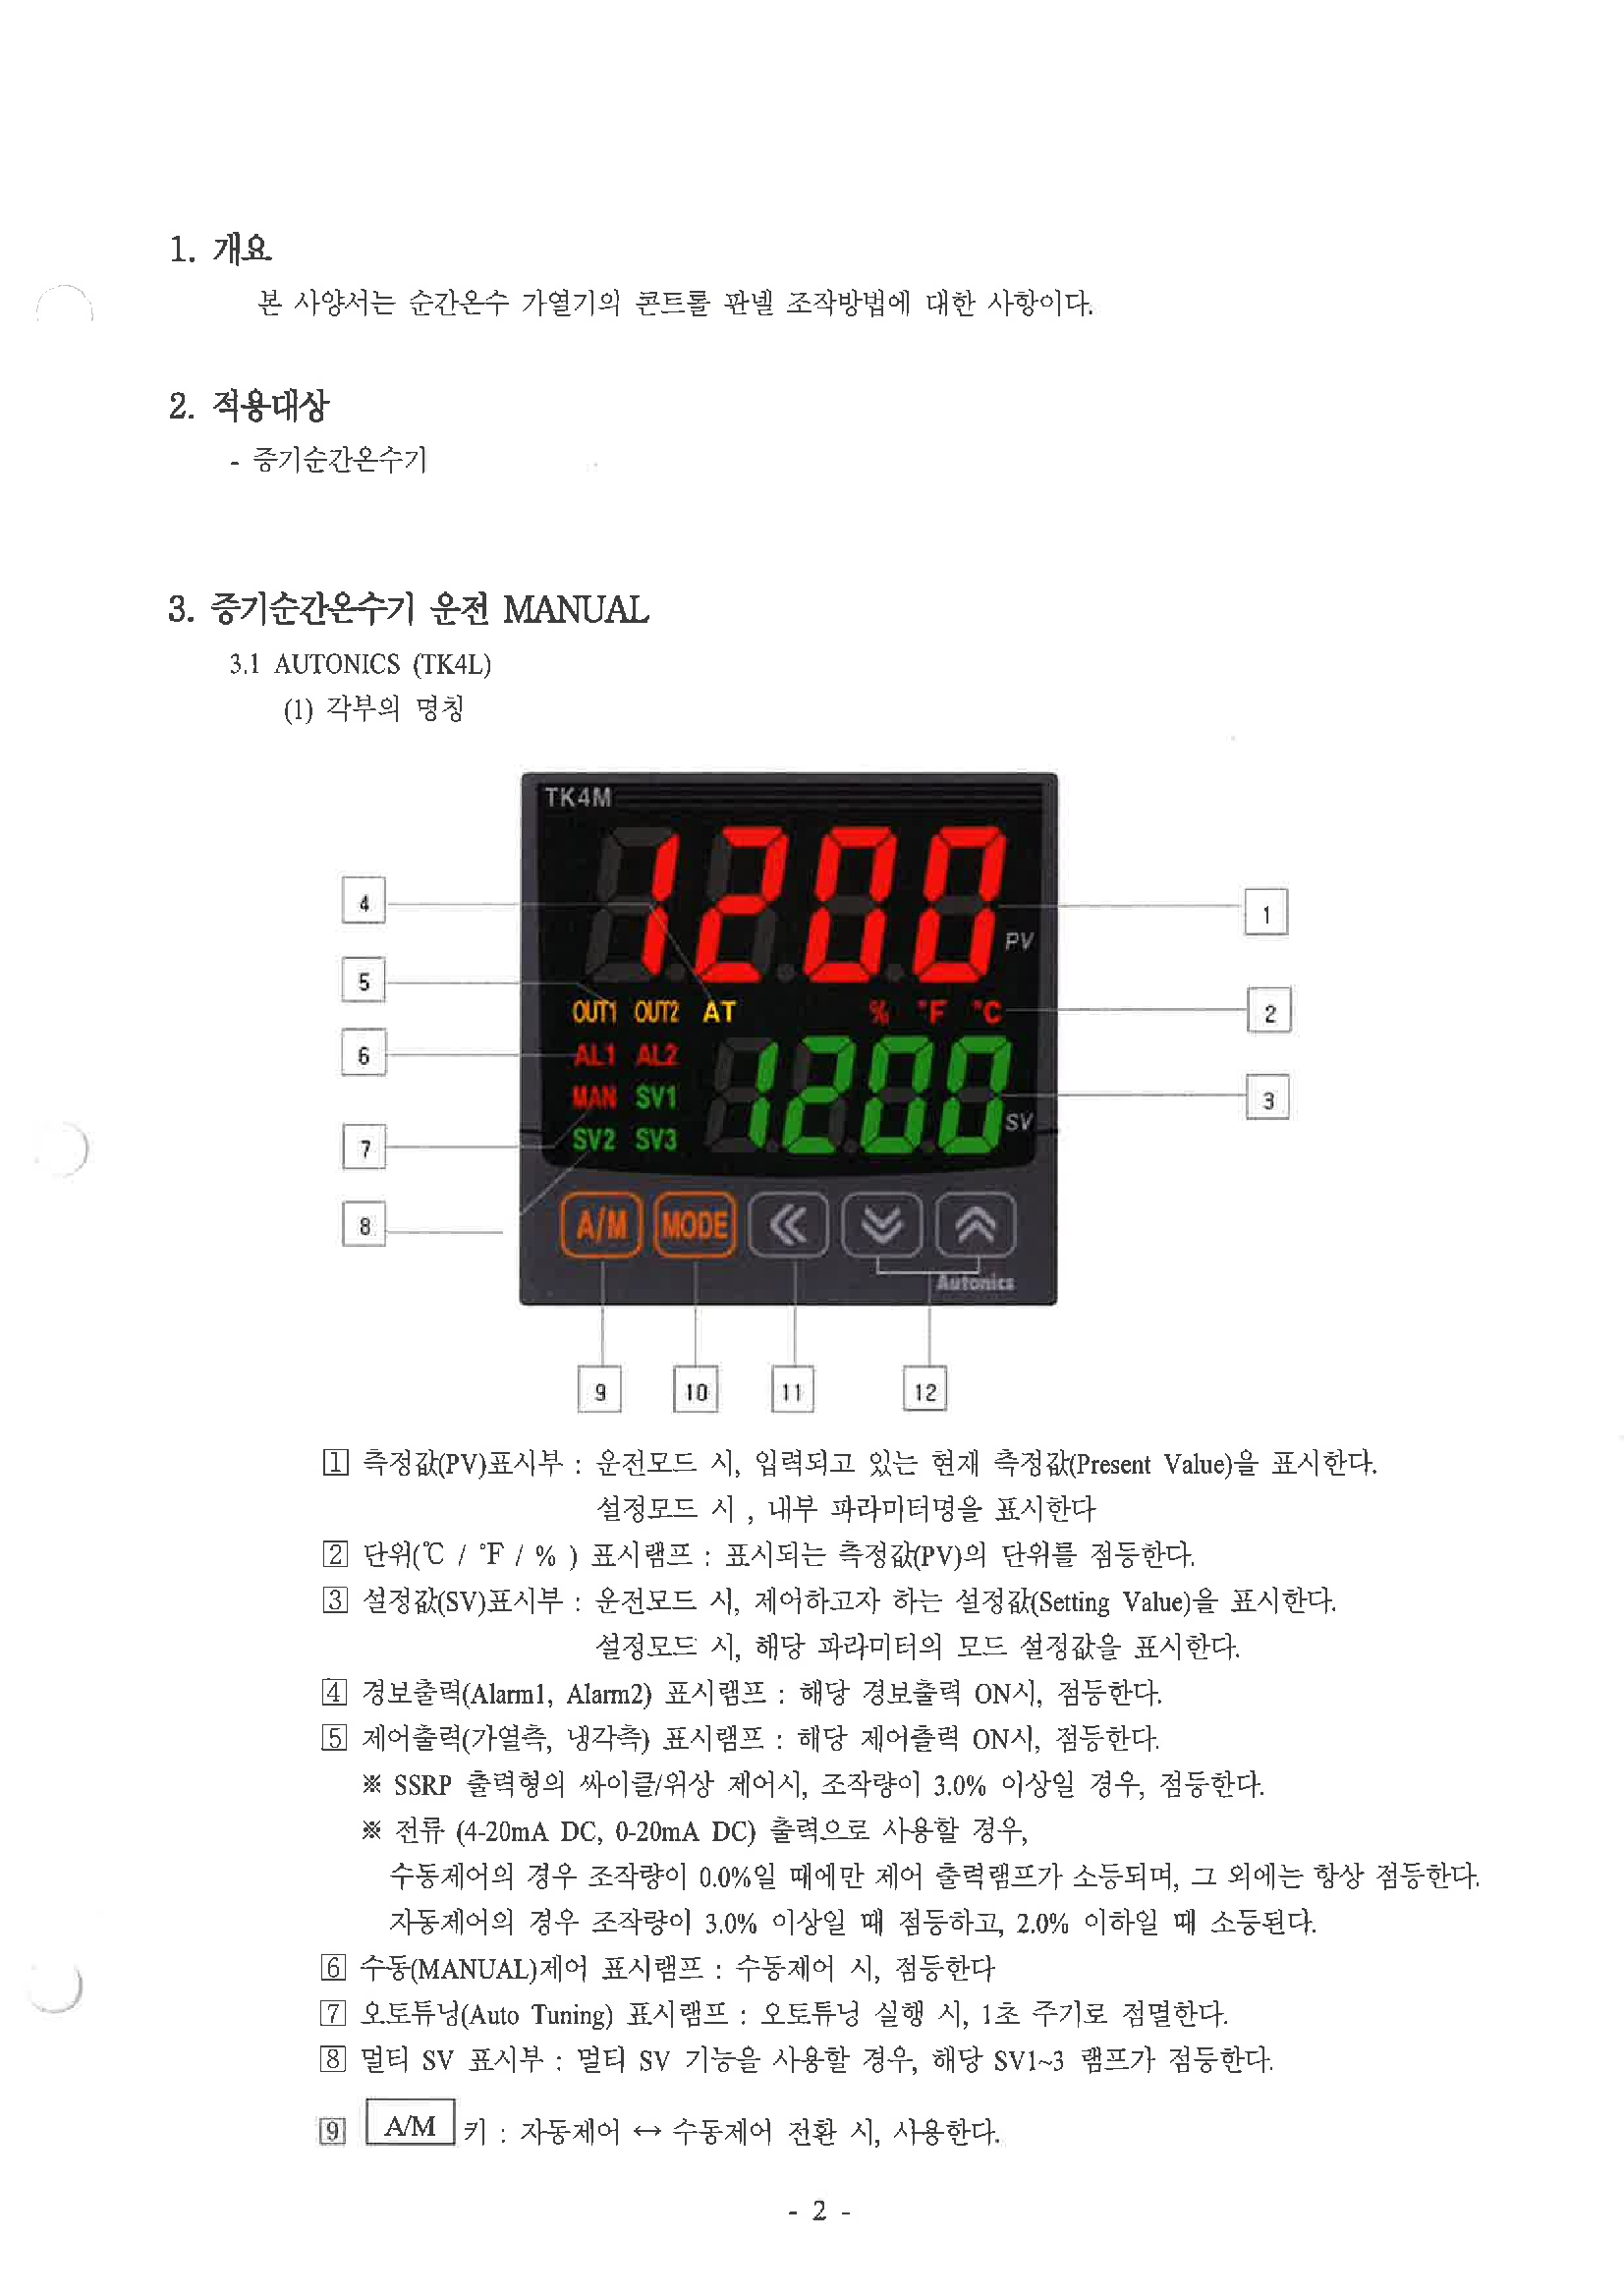 1. 개요
본 사양서는 순간온수 가열기의 콘트롤 판넬 조작방법에 대한 사항이다.
2. 적용대상
- 증기순간온수기
3. 증기순간온수기 운전 MANUAL
3.1 AUTONICS (TK4L)
(1) 각부의 명칭
TK4M
1200
4
1
PV
5
OUT1 OUT2 AT % °F °C
2
6
AL1 AL2
1200
MAN SV1
3
SV
7
SV2 SV3
8
A/M MODE
Autonics
9 10 11 12
1 측정값(PV)표시부 : 운전모드 시, 입력되고 있는 현재 측정값(Present Value)을 표시한다.
설정모드 시 , 내부 파라미터명을 표시한다
2 단위(℃ / ℉ / % ) 표시램프 : 표시되는 측정값(PV)의 단위를 점등한다.
3 설정값(SV)표시부 : 운전모드 시, 제어하고자 하는 설정값(Setting Value)을 표시한다.
설정모드 시, 해당 파라미터의 모드 설정값을 표시한다.
4 경보출력(Alarm1, Alarm2) 표시램프 : 해당 경보출력 ON시, 점등한다.
5 제어출력(가열측, 냉각측) 표시램프 : 해당 제어출력 ON시, 점등한다.
※ SSRP 출력형의 싸이클/위상 제어시, 조작량이 3.0% 이상일 경우, 점등한다.
※ 전류 (4-20mA DC, 0-20mA DC) 출력으로 사용할 경우,
수동제어의 경우 조작량이 0.0%일 때에만 제어 출력램프가 소등되며, 그 외에는 항상 점등한다.
자동제어의 경우 조작량이 3.0% 이상일 때 점등하고, 2.0% 이하일 때 소등된다.
6 수동(MANUAL)제어 표시램프 : 수동제어 시, 점등한다
7 오토튜닝(Auto Tuning) 표시램프 : 오토튜닝 실행 시, 1초 주기로 점멸한다.
8 멀티 SV 표시부 : 멀티 SV 기능을 사용할 경우, 해당 SV1~3 램프가 점등한다.
9 A/M 키 : 자동제어 ↔ 수동제어 전환 시, 사용한다.
- 2 -